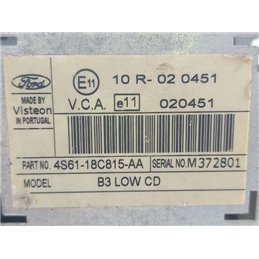 Ford
E11 10 R- 02 0451
MADE BY
Visteon
IN PORTUGAL
V.C.A. e11 020451
PART NO. 4S61-18C815-AA SERIAL NO. M372801
MODEL B3 LOW CD